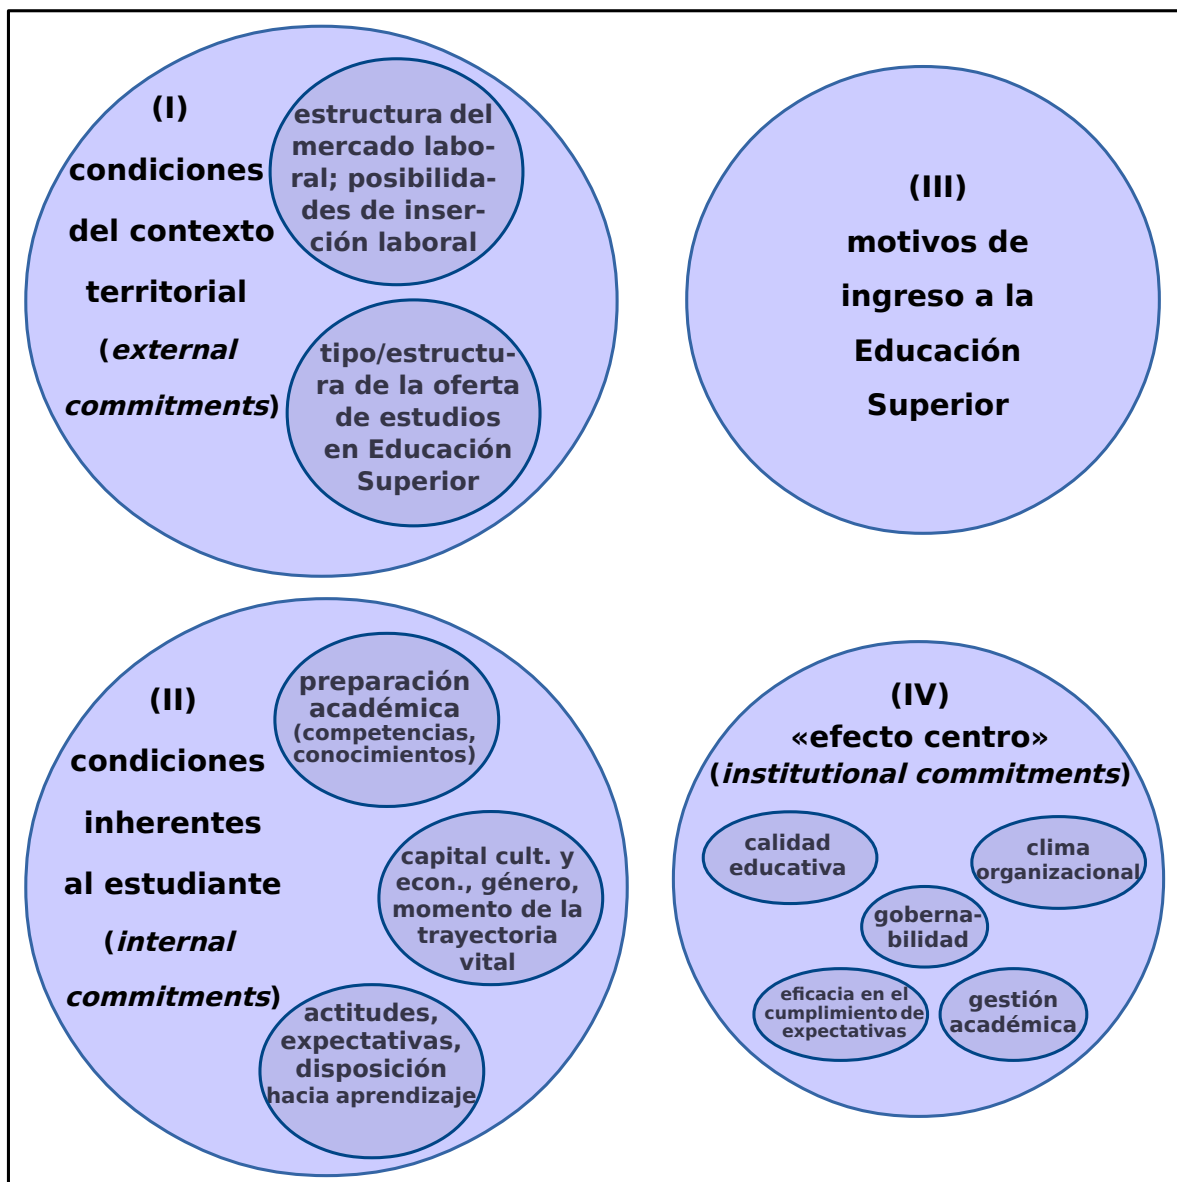 (I)
condiciones
del contexto
territorial
(external
commitments)
estructura del
mercado labo-
ral; posibilida-
des de inser-
ción laboral
tipo/estructu-
ra de la oferta
de estudios
en Educación
Superior
(III)
motivos de
ingreso a la
Educación
Superior
(II)
condiciones
inherentes
al estudiante
(internal
commitments)
preparación
académica
(competencias,
conocimientos)
capital cult. y
econ., género,
momento de la
trayectoria
vital
actitudes,
expectativas,
disposición
hacia aprendizaje
(IV)
«efecto centro»
(institutional commitments)
calidad
educativa
clima
organizacional
goberna-
bilidad
eficacia en el
cumplimiento de
expectativas
gestión
académica